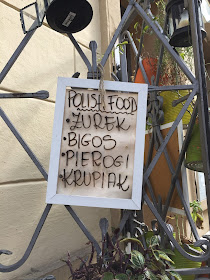 POLISH FOOD
• ŻUREK
• BIGOS
• PIEROGI
• KRUPIAK